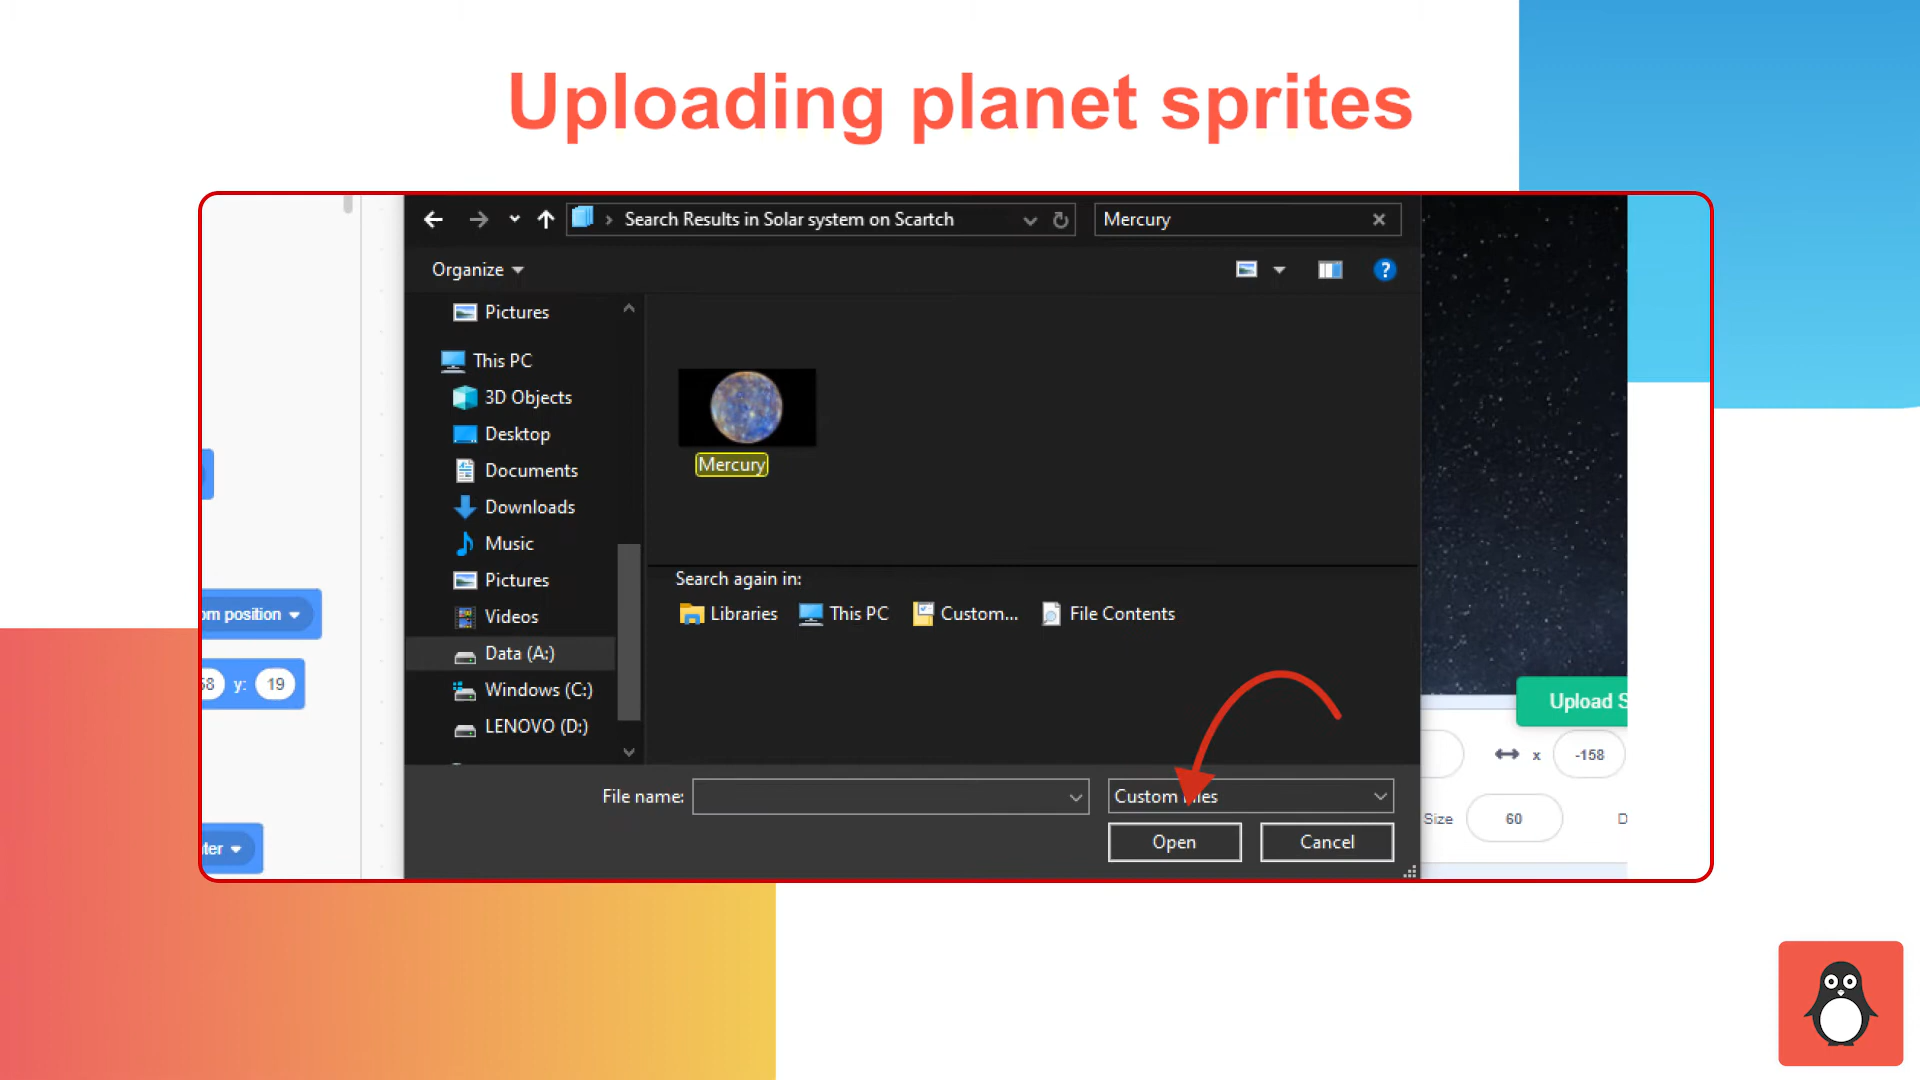 Uploading planet sprites
Search Results in Solar system on Scartch
Mercury
Organize
Pictures
This PC
3D Objects
Desktop
Documents
Downloads
Music
Pictures
Videos
Data (A:)
Windows (C:)
LENOVO (D:)
Mercury
Search again in:
Libraries This PC Custom... File Contents
position
y: 19
Upload
x -158
Size 60
File name:
Custom
Open Cancel